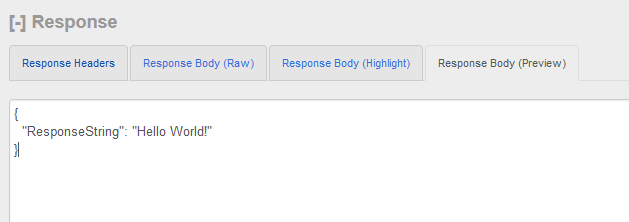 [-] Response
Response Headers Response Body (Raw) Response Body (Highlight) Response Body (Preview)
{
"ResponseString": "Hello World!"
}